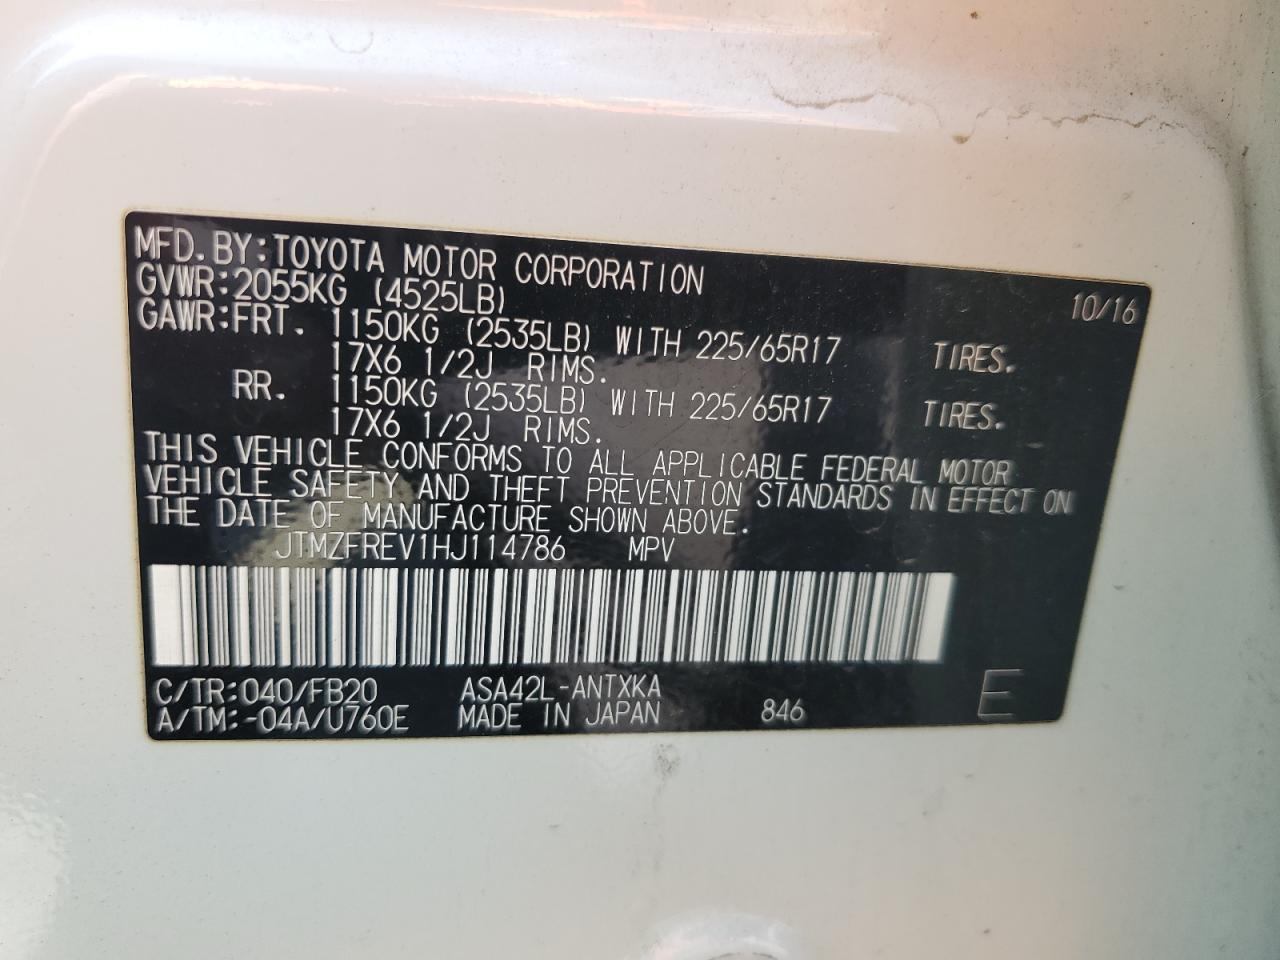 MFD.BY:TOYOTA MOTOR CORPORATION 10/16
GVWR:2055KG (4525LB)
GAWR:FRT. 1150KG (2535LB) WITH 225/65R17 TIRES.
17X6 1/2J RIMS.
RR. 1150KG (2535LB) WITH 225/65R17 TIRES.
17X6 1/2J RIMS.
THIS VEHICLE CONFORMS TO ALL APPLICABLE FEDERAL MOTOR
VEHICLE SAFETY AND THEFT PREVENTION STANDARDS IN EFFECT ON
THE DATE OF MANUFACTURE SHOWN ABOVE.
JTMZFREV1HJ114786 MPV
C/TR:040/FB20 ASA42L-ANTXKA
A/TM:-04A/U760E MADE IN JAPAN 846 E